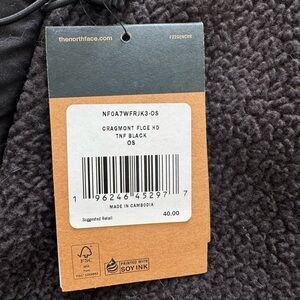 thenorthface.com
NF0A7WFRJK3-OS
CRAGMONT FLCE HD
TNF BLACK
OS
1 96246 45297 7
MADE IN CAMBODIA
Suggested Retail 40.00
FSC
PRINTED WITH
SOY INK